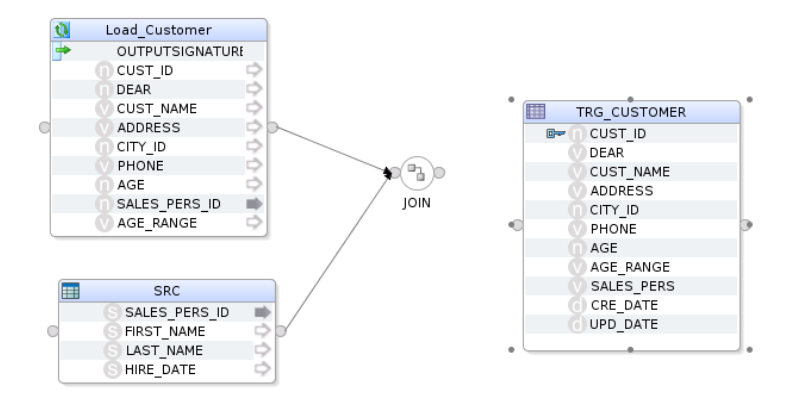 Load_Customer
OUTPUTSIGNATURE
n CUST_ID
n DEAR
v CUST_NAME
v ADDRESS
n CITY_ID
v PHONE
n AGE
n SALES_PERS_ID
v AGE_RANGE
JOIN
SRC
S SALES_PERS_ID
S FIRST_NAME
S LAST_NAME
S HIRE_DATE
TRG_CUSTOMER
n CUST_ID
v DEAR
v CUST_NAME
v ADDRESS
n CITY_ID
v PHONE
n AGE
v AGE_RANGE
v SALES_PERS
d CRE_DATE
d UPD_DATE